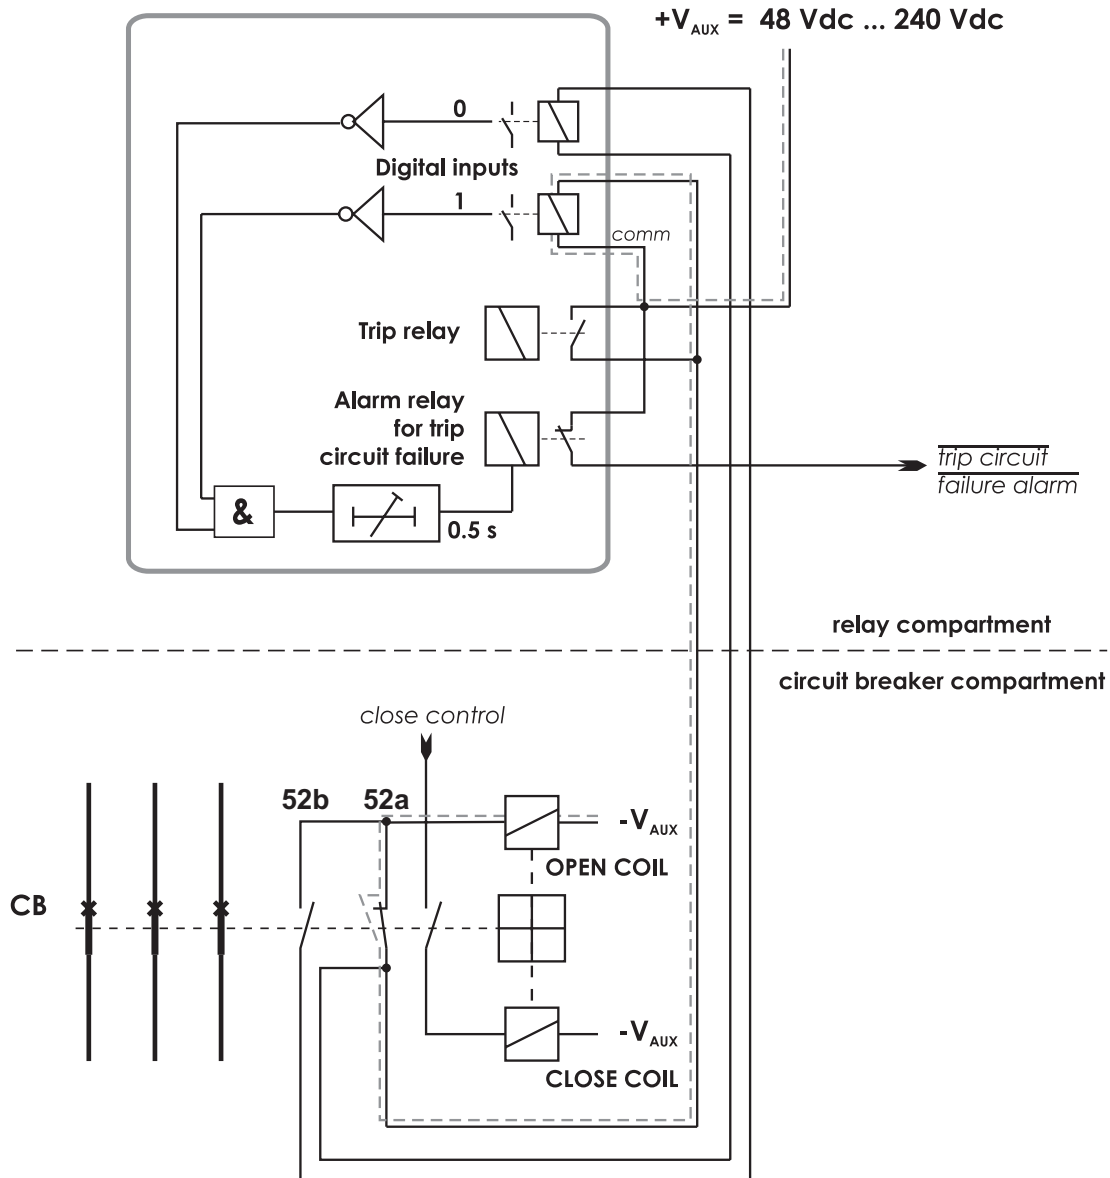 +VAUX = 48 Vdc ... 240 Vdc
0
Digital inputs
1
comm
Trip relay
Alarm relay
for trip
circuit failure
trip circuit
failure alarm
&
0.5 s
relay compartment
circuit breaker compartment
close control
52b 52a
-VAUX
OPEN COIL
CB
-VAUX
CLOSE COIL